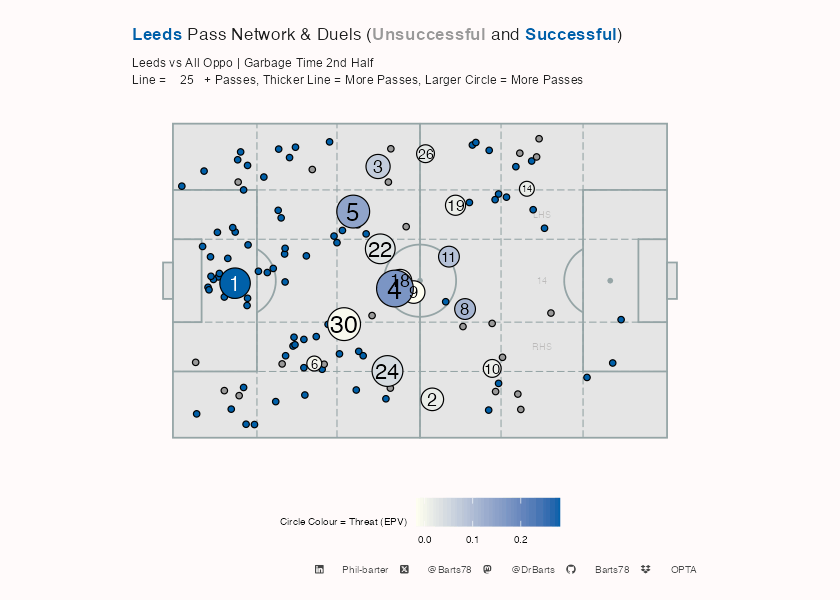 Leeds Pass Network & Duels (Unsuccessful and Successful)
Leeds vs All Oppo | Garbage Time 2nd Half
Line = 25 + Passes, Thicker Line = More Passes, Larger Circle = More Passes
26
3
14
19
5
LHS
22
11
18
1
4
9
14
8
30
RHS
6
10
24
2
Circle Colour = Threat (EPV)
0.0 0.1 0.2
Phil-barter @Barts78 @DrBarts Barts78 OPTA